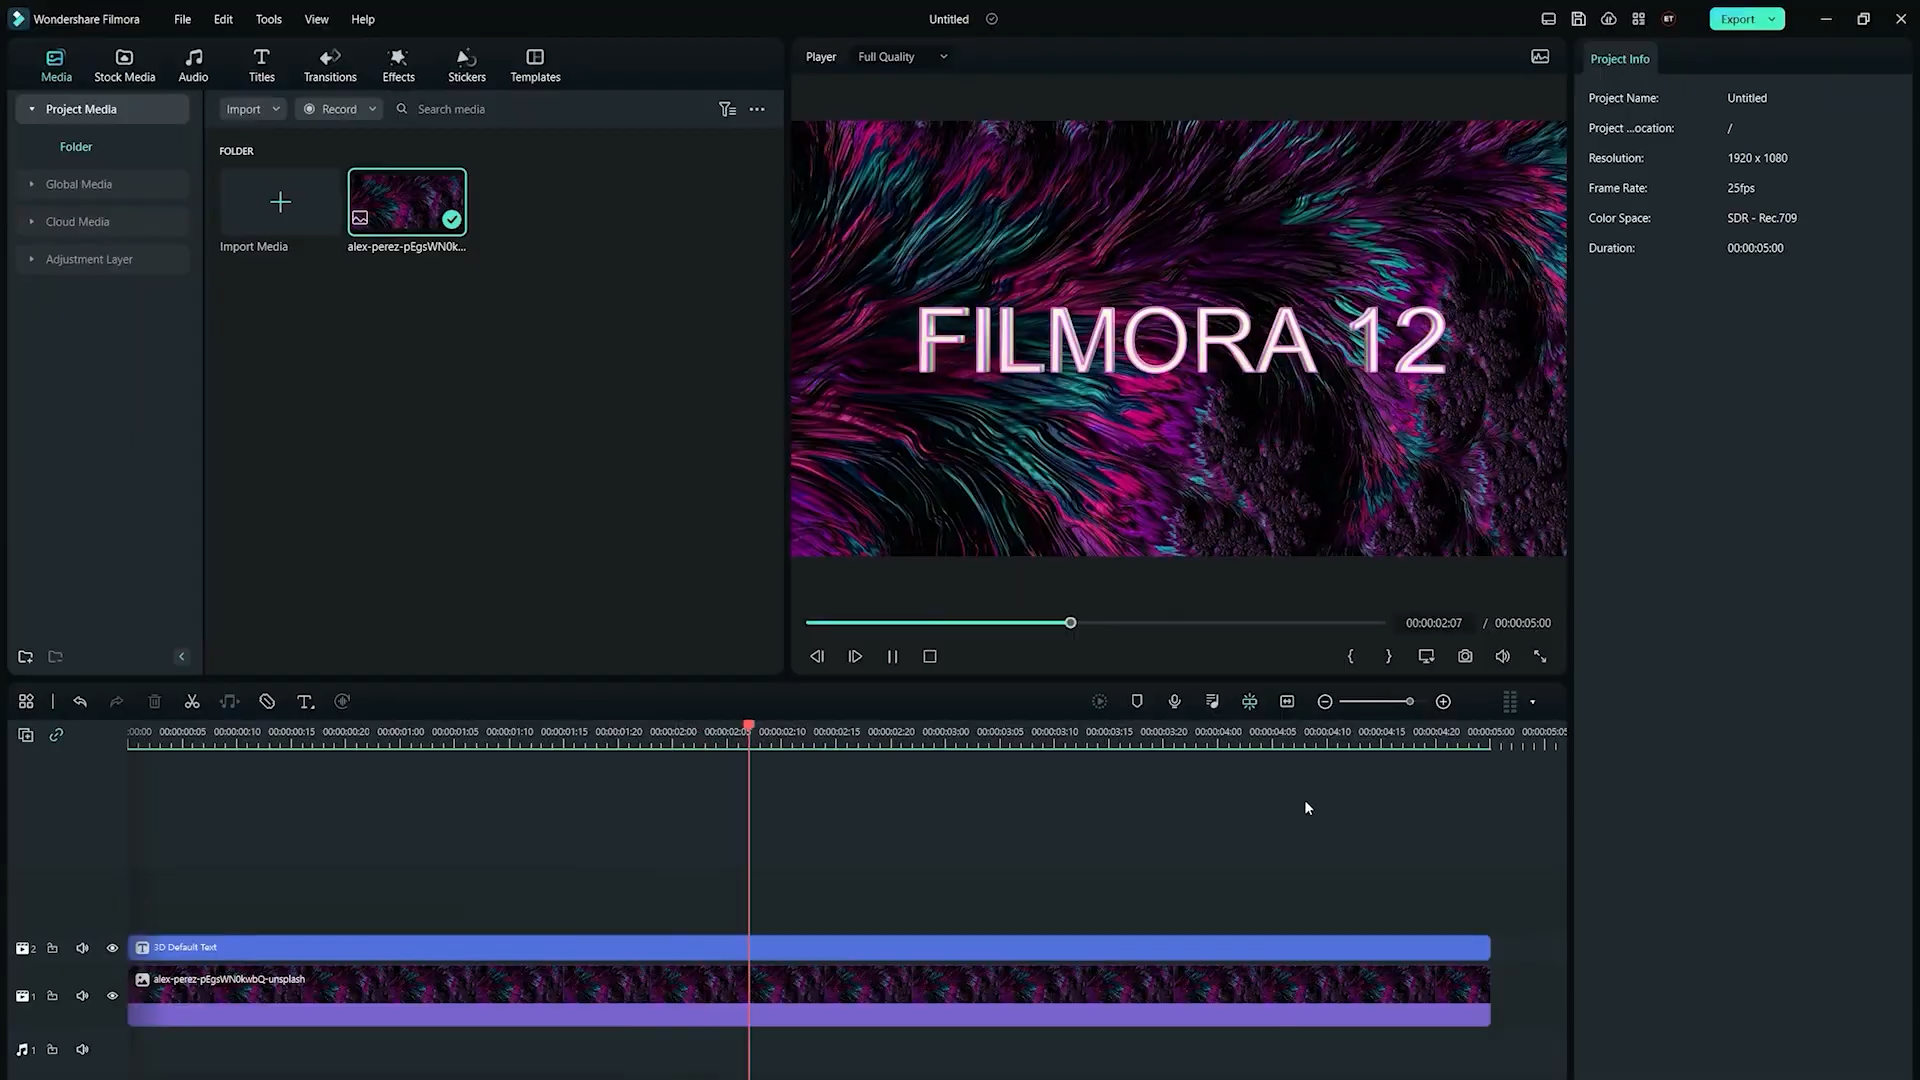 Wondershare Filmora File Edit Tools View Help Untitled ET Export
Media Stock Media Audio Titles Transitions Effects Stickers Templates
Player Full Quality
Project Info
Project Media
Folder
Global Media
Cloud Media
Adjustment Layer
Import Record Search media
FOLDER
Import Media alex-perez-pEgsWN0k...
FILMORA 12
00:00:02:07 / 00:00:05:00
{ }
Project Name: Untitled
Project ...ocation: /
Resolution: 1920 x 1080
Frame Rate: 25fps
Color Space: SDR - Rec.709
Duration: 00:00:05:00
:00:00 00:00:00:05 00:00:00:10 00:00:00:15 00:00:00:20 00:00:01:00 00:00:01:05 00:00:01:10 00:00:01:15 00:00:01:20 00:00:02:00 00:00:02:05 00:00:02:10 00:00:02:15 00:00:02:20 00:00:03:00 00:00:03:05 00:00:03:10 00:00:03:15 00:00:03:20 00:00:04:00 00:00:04:05 00:00:04:10 00:00:04:15 00:00:04:20 00:00:05:00 00:00:05:05
2 T 3D Default Text
1 alex-perez-pEgsWN0kwbQ-unsplash
1